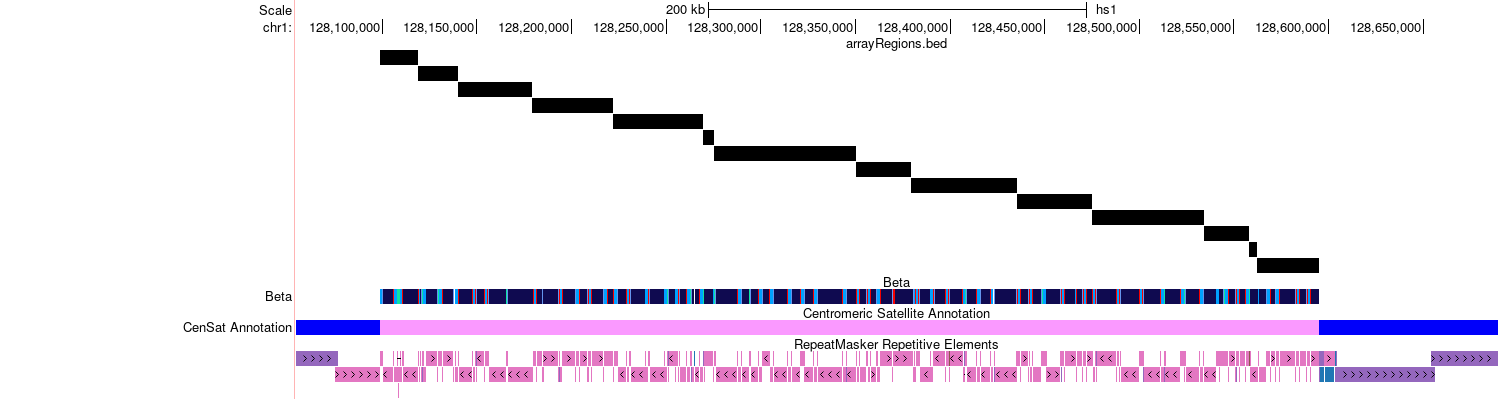 Scale 200 kb hs1
chr1: 128,100,000 128,150,000 128,200,000 128,250,000 128,300,000 128,350,000 128,400,000 128,450,000 128,500,000 128,550,000 128,600,000 128,650,000
arrayRegions.bed
Beta
Beta
Centromeric Satellite Annotation
CenSat Annotation
RepeatMasker Repetitive Elements